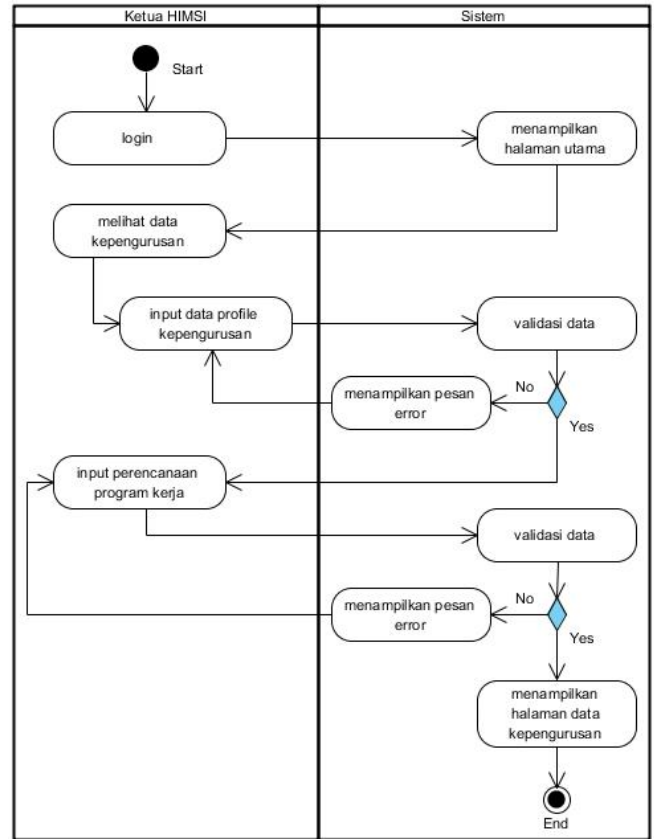 Ketua HIMSI
Sistem
Start
login
menampilkan
halaman utama
melihat data
kepengurusan
input data profile
kepengurusan
validasi data
menampilkan pesan
error
No
Yes
input perencanaan
program kerja
validasi data
menampilkan pesan
error
No
Yes
menampilkan
halaman data
kepengurusan
End